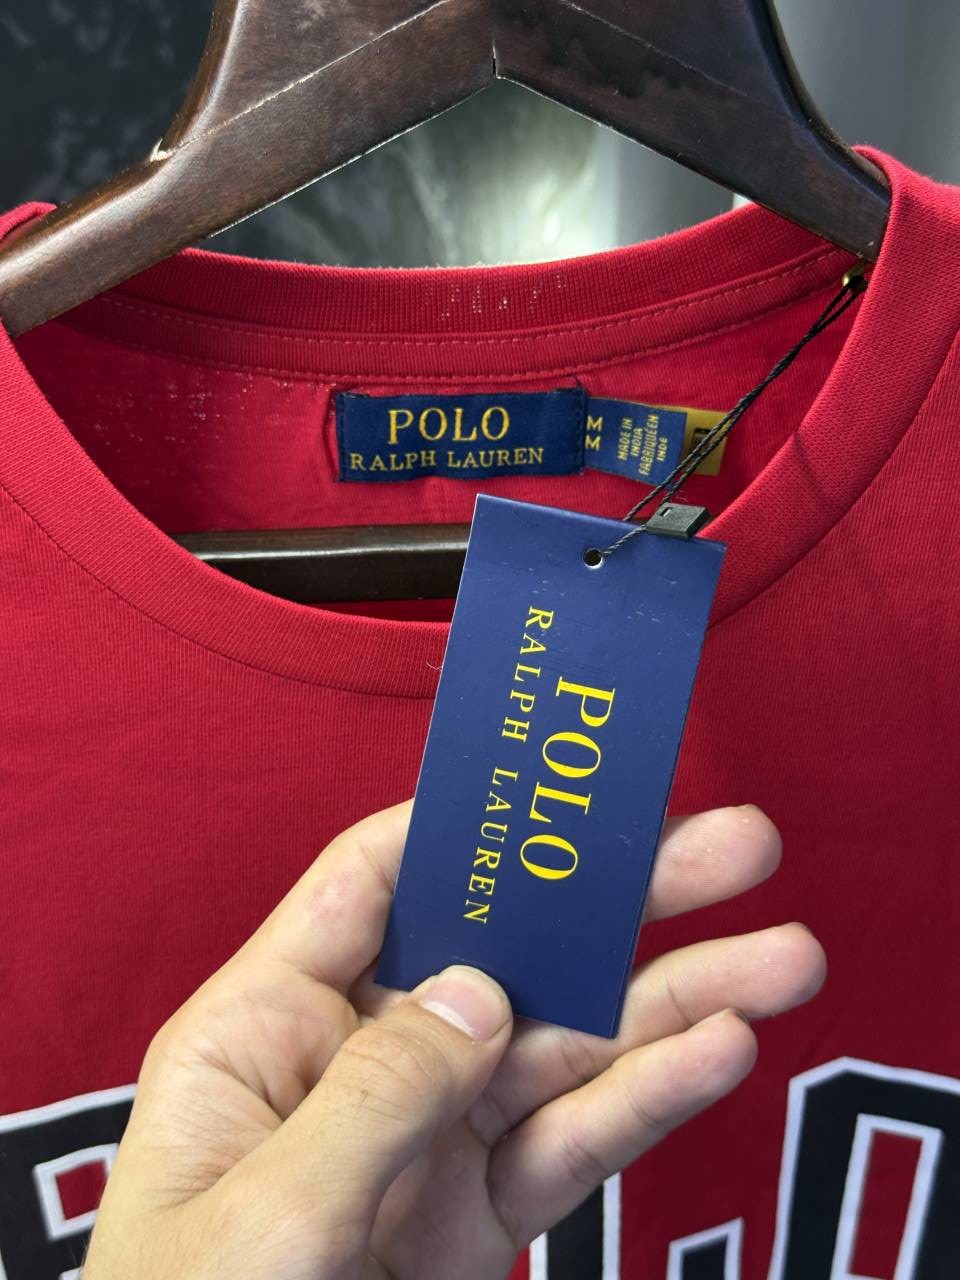 POLO
RALPH LAUREN
M
M
MADE IN
INDIA
FABRIQUÉ EN
INDE
POLO
RALPH LAUREN